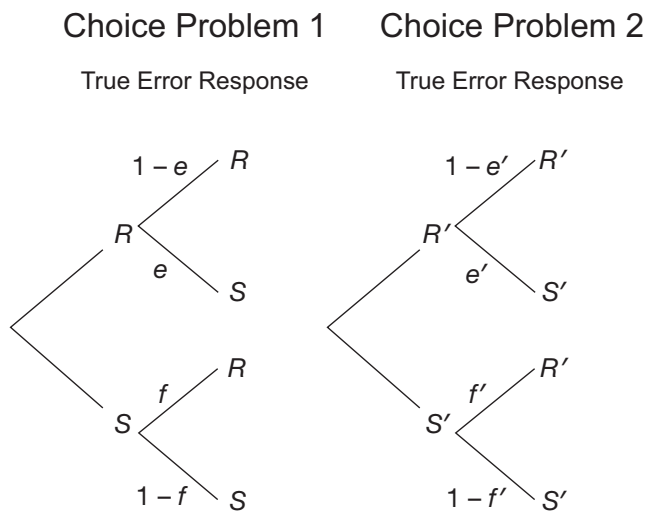 Choice Problem 1
True Error Response
1 – e
R
R
e
S
f
R
S
1 – f
S
Choice Problem 2
True Error Response
1 – e′
R′
R′
e′
S′
f′
R′
S′
1 – f′
S′